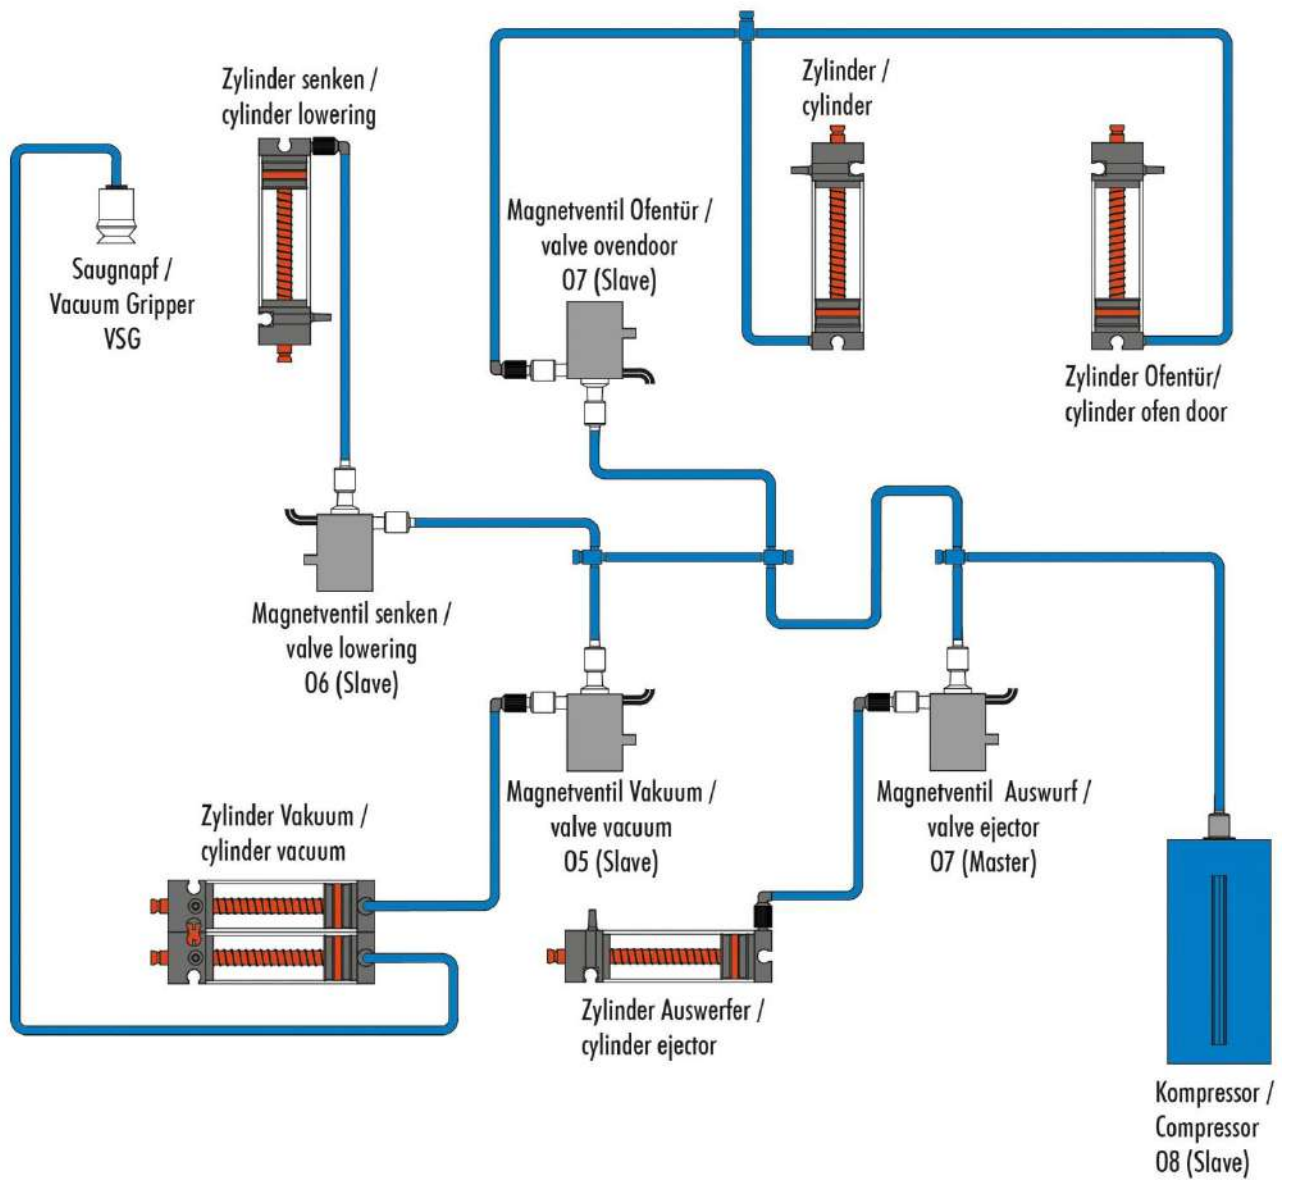 Zylinder senken /
cylinder lowering
Zylinder /
cylinder
Magnetventil Ofentür /
valve ovendoor
O7 (Slave)
Saugnapf /
Vacuum Gripper
VSG
Zylinder Ofentür/
cylinder ofen door
Magnetventil senken /
valve lowering
O6 (Slave)
Magnetventil Vakuum /
valve vacuum
O5 (Slave)
Magnetventil Auswurf /
valve ejector
O7 (Master)
Zylinder Vakuum /
cylinder vacuum
Zylinder Auswerfer /
cylinder ejector
Kompressor /
Compressor
O8 (Slave)